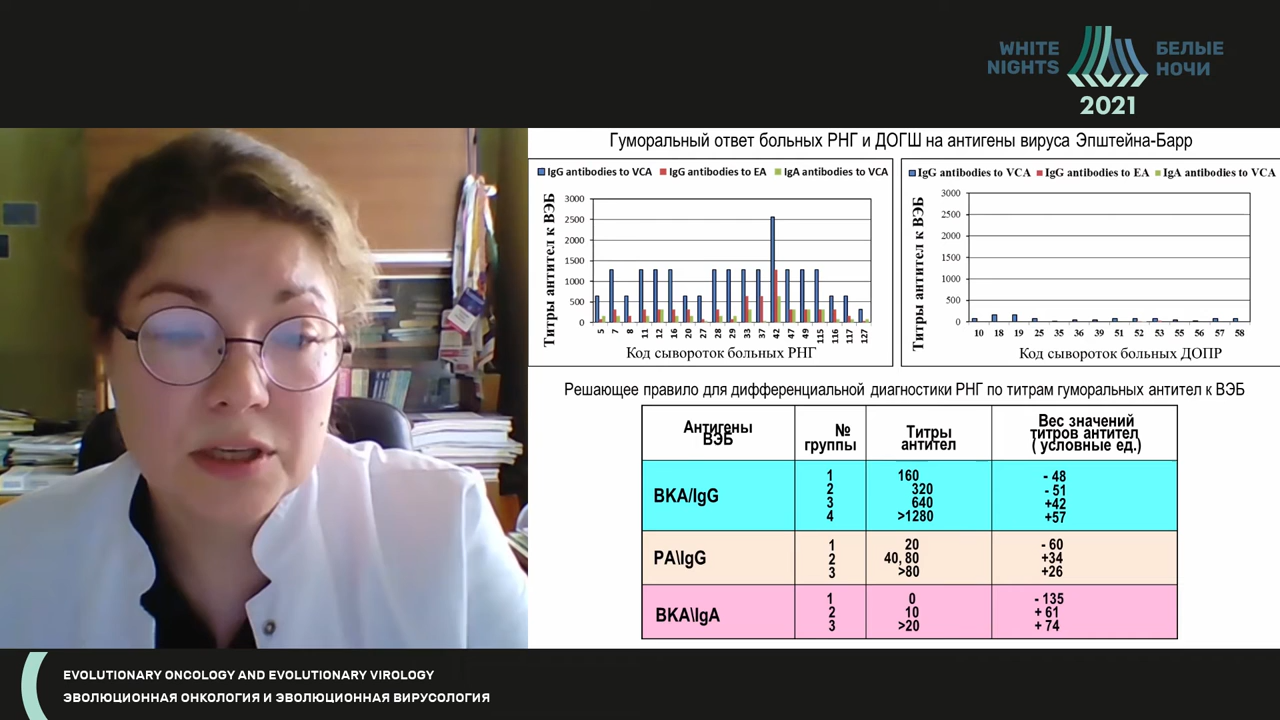 WHITE NIGHTS
БЕЛЫЕ НОЧИ
2021
Гуморальный ответ больных РНГ и ДОГШ на антигены вируса Эпштейна-Барр
IgG antibodies to VCA IgG antibodies to EA IgA antibodies to VCA
Титры антител к ВЭБ
3000
2500
2000
1500
1000
500
0
5 7 8 11 12 16 20 27 28 29 33 37 42 47 49 115 116 117 127
Код сывороток больных РНГ
IgG antibodies to VCA IgG antibodies to EA IgA antibodies to VCA
Титры антител к ВЭБ
3000
2500
2000
1500
1000
500
0
10 18 19 25 35 36 39 51 52 53 55 56 57 58
Код сывороток больных ДОПР
Решающее правило для дифференциальной диагностики РНГ по титрам гуморальных антител к ВЭБ
Антигены ВЭБ
№ группы
Титры антител
Вес значений титров антител ( условные ед.)
ВКА/IgG
1 160 - 48
2 320 - 51
3 640 +42
4 >1280 +57
РА\IgG
1 20 - 60
2 40, 80 +34
3 >80 +26
ВКА\IgA
1 0 - 135
2 10 + 61
3 >20 + 74
EVOLUTIONARY ONCOLOGY AND EVOLUTIONARY VIROLOGY
ЭВОЛЮЦИОННАЯ ОНКОЛОГИЯ И ЭВОЛЮЦИОННАЯ ВИРУСОЛОГИЯ